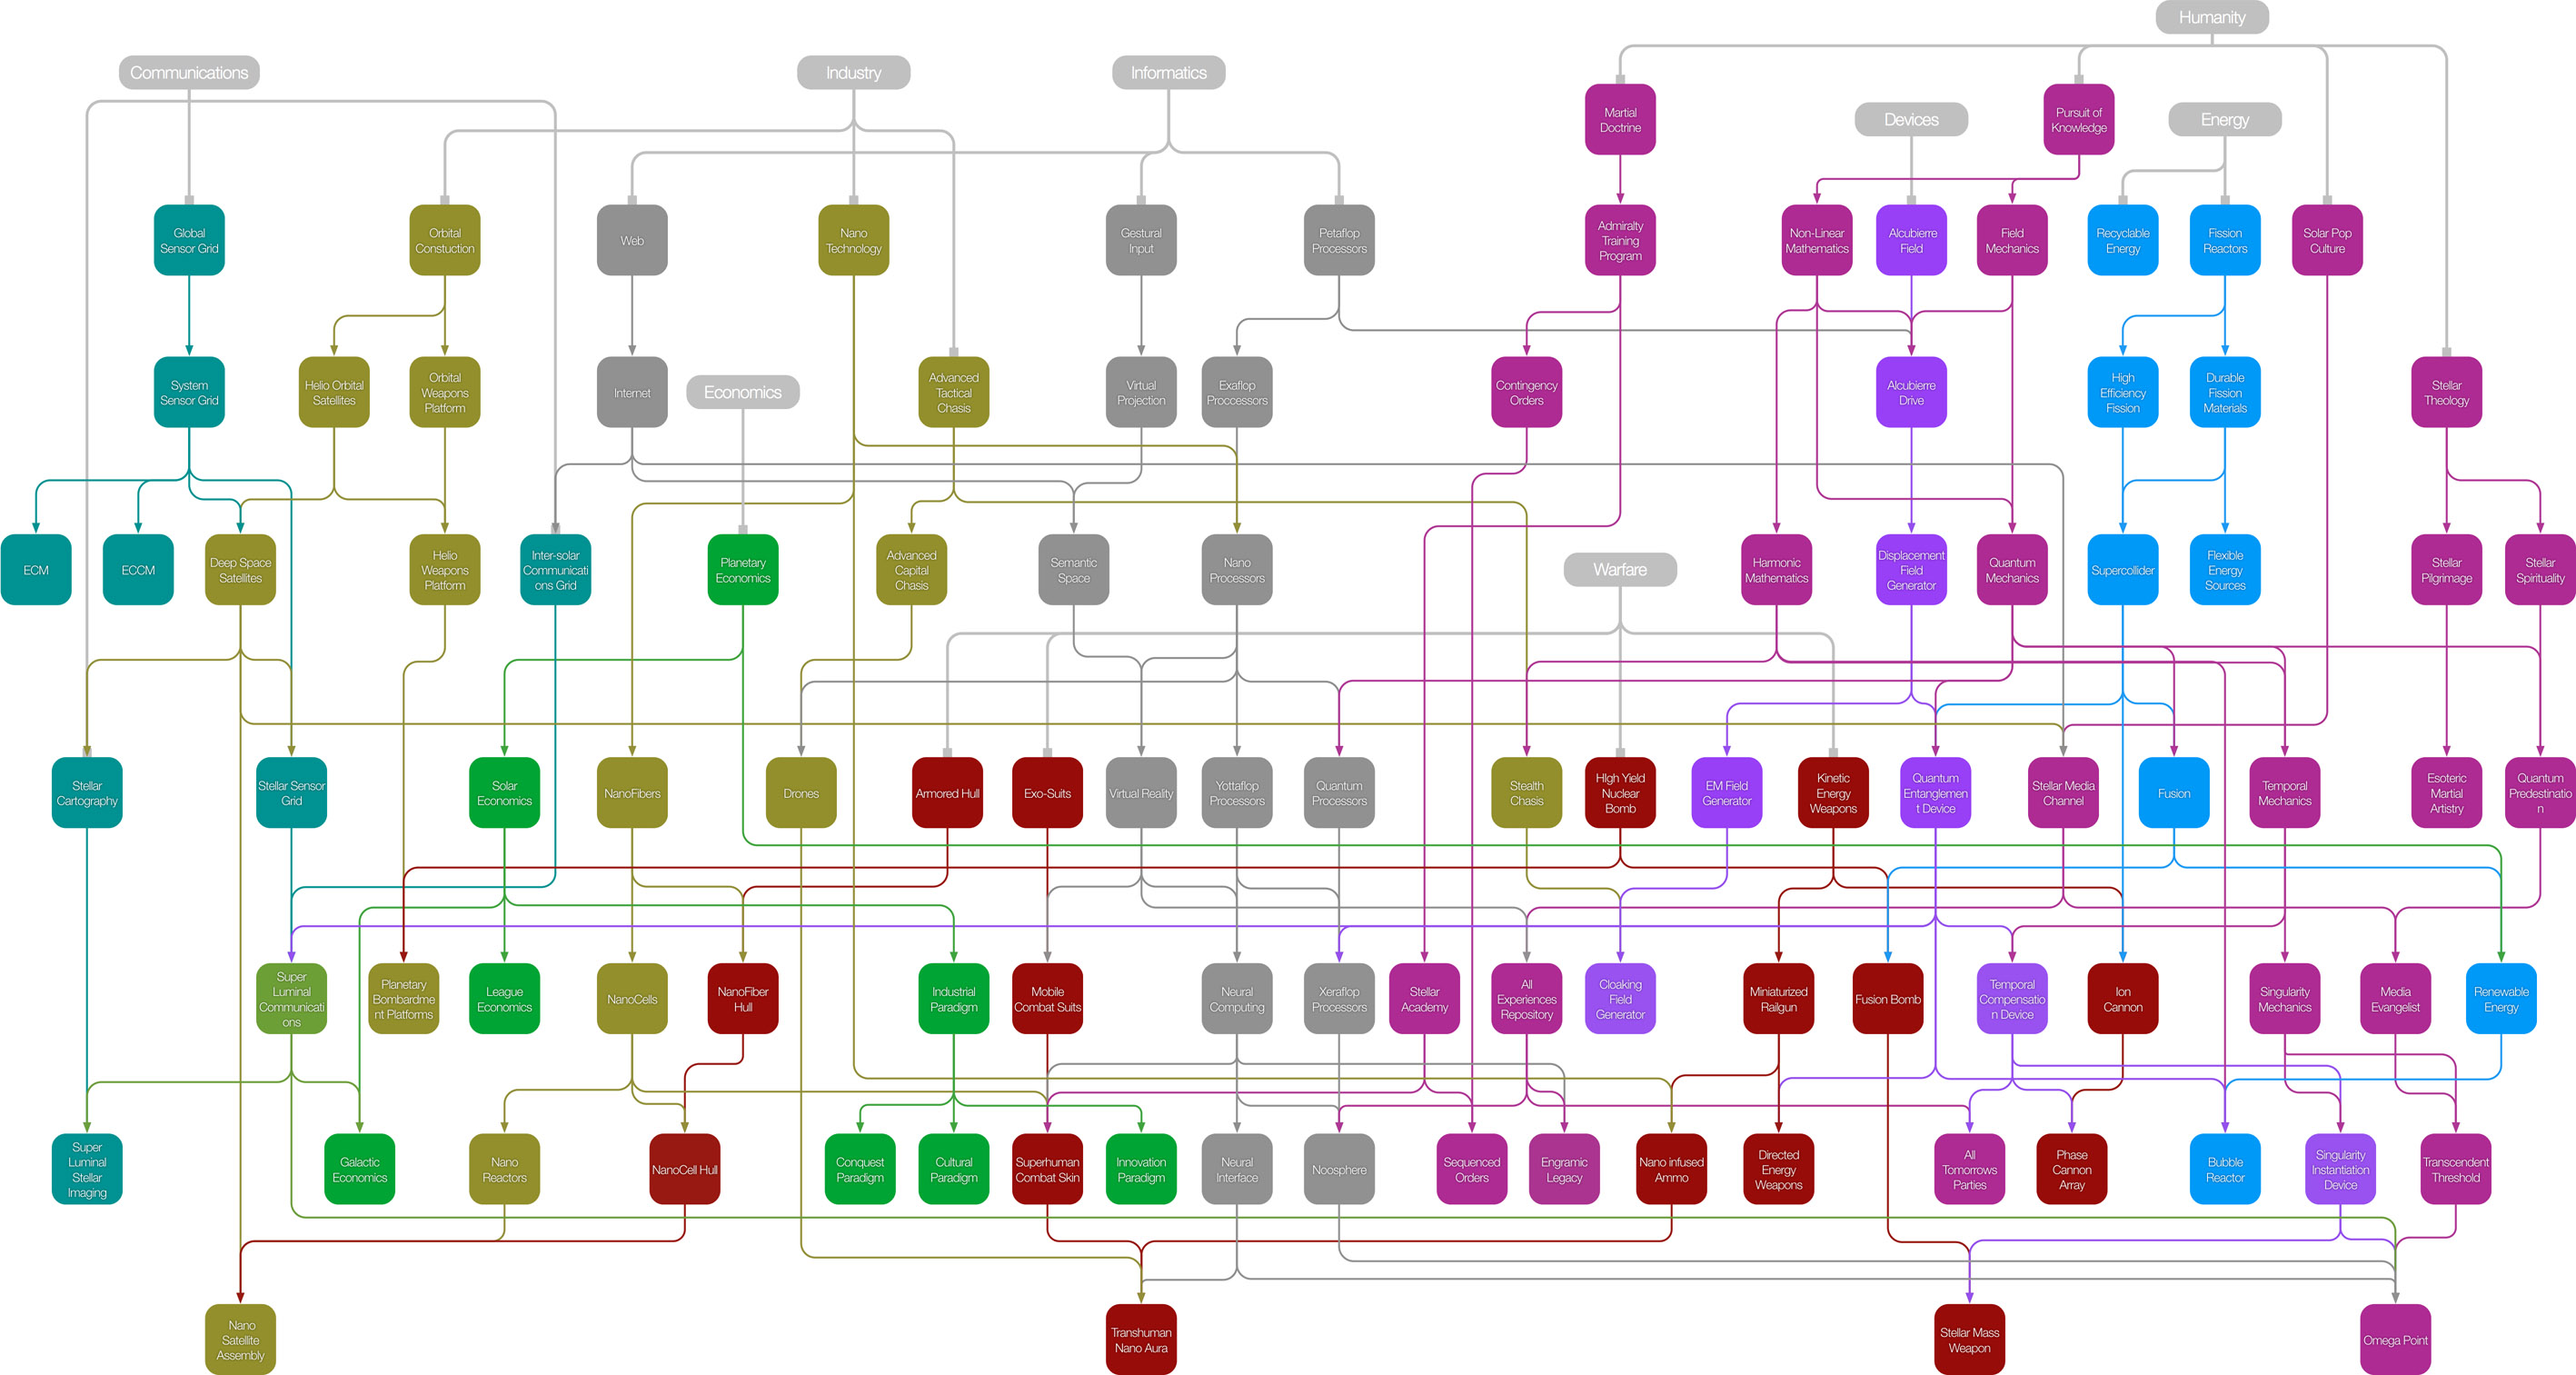 Humanity
Communications
Industry
Informatics
Martial
Doctrine
Devices
Pursuit of
Knowledge
Energy
Global
Sensor Grid
Orbital
Constuction
Web
Nano
Technology
Gestural
Input
Petaflop
Processors
Admiralty
Training
Program
Non-Linear
Mathematics
Alcubierre
Field
Field
Mechanics
Recyclable
Energy
Fission
Reactors
Solar Pop
Culture
System
Sensor Grid
Helio Orbital
Satellites
Orbital
Weapons
Platform
Internet
Economics
Advanced
Tactical
Chasis
Virtual
Projection
Exaflop
Proccessors
Contingency
Orders
Alcubierre
Drive
High
Efficiency
Fission
Durable
Fission
Materials
Stellar
Theology
ECM
ECCM
Deep Space
Satellites
Helio
Weapons
Platform
Inter-solar
Communicati
ons Grid
Planetary
Economics
Advanced
Capital
Chasis
Semantic
Space
Nano
Processors
Warfare
Harmonic
Mathematics
Displacement
Field
Generator
Quantum
Mechanics
Supercollider
Flexible
Energy
Sources
Stellar
Pilgrimage
Stellar
Spirituality
Stellar
Cartography
Stellar Sensor
Grid
Solar
Economics
NanoFibers
Drones
Armored Hull
Exo-Suits
Virtual Reality
Yottaflop
Processors
Quantum
Processors
Stealth
Chasis
HIgh Yield
Nuclear
Bomb
EM Field
Generator
Kinetic
Energy
Weapons
Quantum
Entanglemen
t Device
Stellar Media
Channel
Fusion
Temporal
Mechanics
Esoteric
Martial
Artistry
Quantum
Predestinatio
n
Super
Luminal
Communicati
ons
Planetary
Bombardme
nt Platforms
League
Economics
NanoCells
NanoFiber
Hull
Industrial
Paradigm
Mobile
Combat Suits
Neural
Computing
Xeraflop
Processors
Stellar
Academy
All
Experiences
Repository
Cloaking
Field
Generator
Miniaturized
Railgun
Fusion Bomb
Temporal
Compensatio
n Device
Ion
Cannon
Singularity
Mechanics
Media
Evangelist
Renewable
Energy
Super
Luminal
Stellar
Imaging
Galactic
Economics
Nano
Reactors
NanoCell Hull
Conquest
Paradigm
Cultural
Paradigm
Superhuman
Combat Skin
Innovation
Paradigm
Neural
Interface
Noosphere
Sequenced
Orders
Engramic
Legacy
Nano infused
Ammo
Directed
Energy
Weapons
All
Tomorrows
Parties
Phase
Cannon
Array
Bubble
Reactor
Singularity
Instantiation
Device
Transcendent
Threshold
Nano
Satellite
Assembly
Transhuman
Nano Aura
Stellar Mass
Weapon
Omega Point